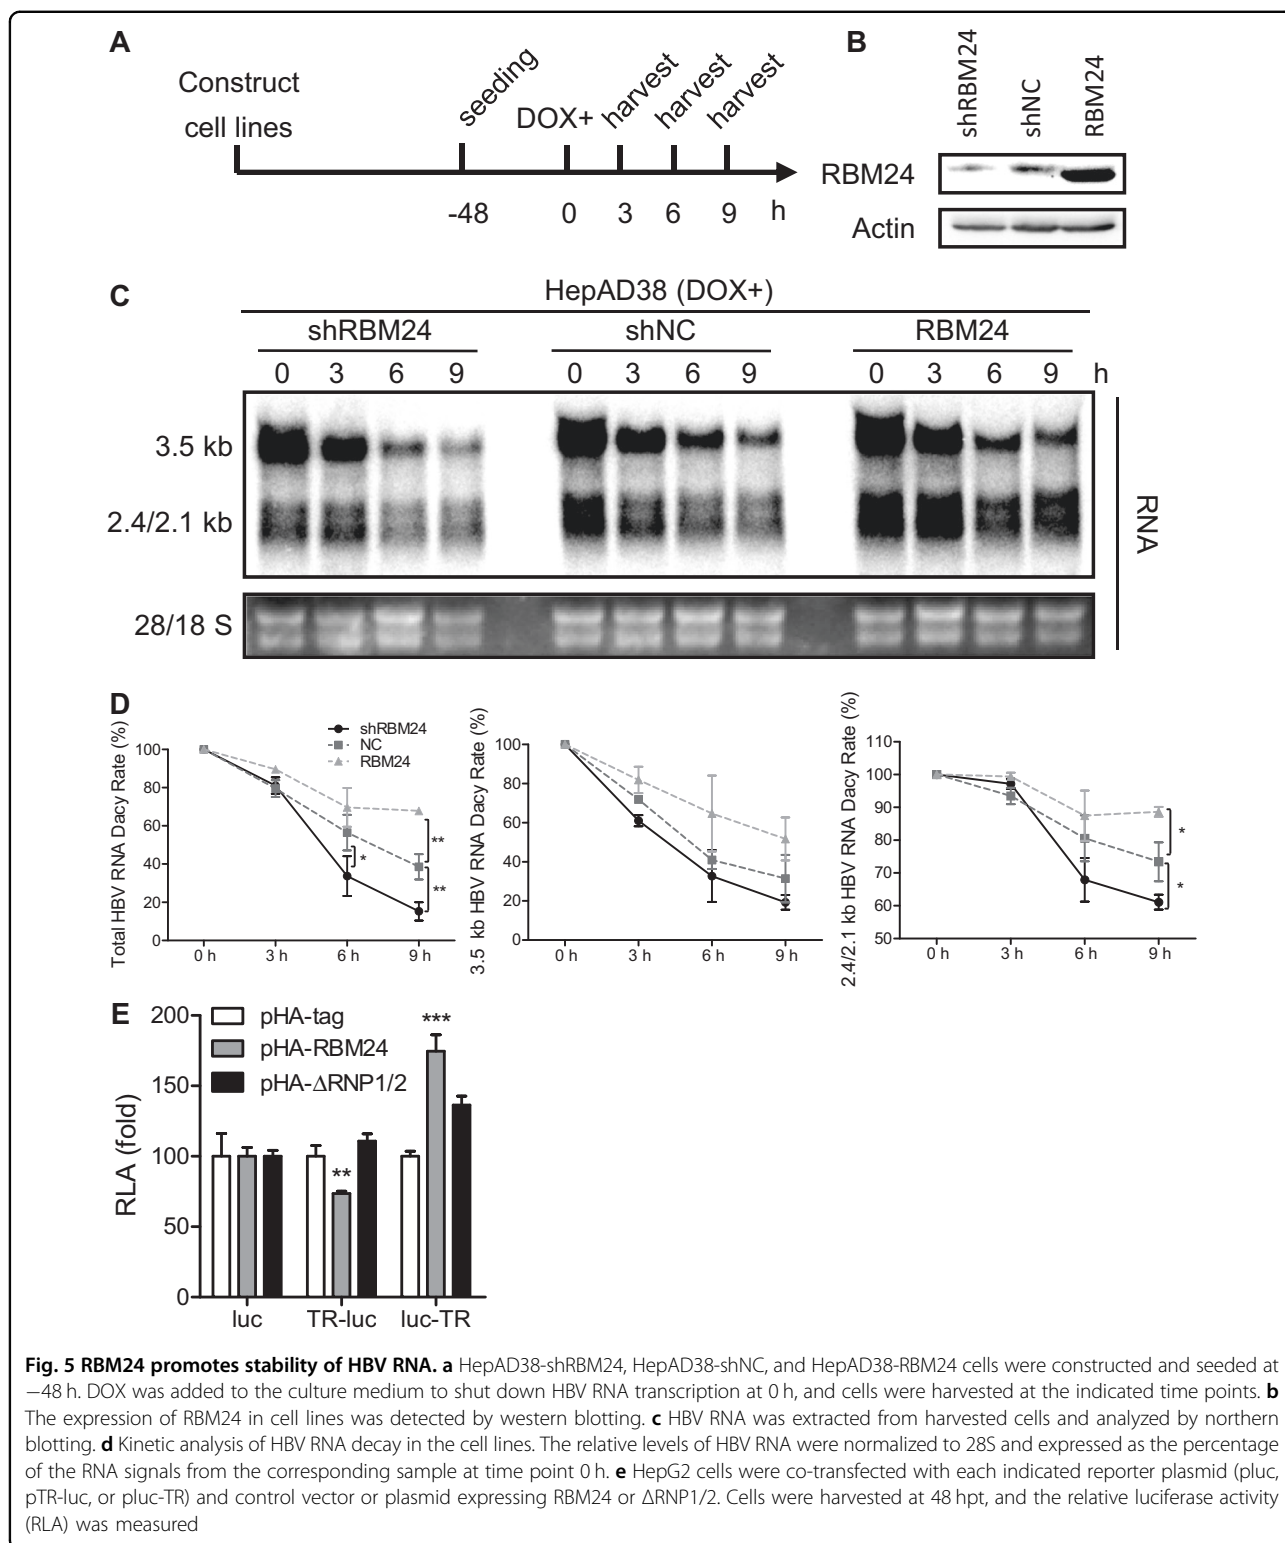 A
Construct
cell lines
seeding
DOX+
harvest
harvest
harvest
-48
0
3
6
9
h
B
shRBM24
shNC
RBM24
RBM24
Actin
C
HepAD38 (DOX+)
shRBM24
shNC
RBM24
0 3 6 9 0 3 6 9 0 3 6 9 h
3.5 kb
2.4/2.1 kb
28/18 S
RNA
D
Total HBV RNA Dacy Rate (%)
100
80
60
40
20
0
shRBM24
NC
RBM24
*
**
**
0 h 3 h 6 h 9 h
3.5 kb HBV RNA Dacy Rate (%)
100
80
60
40
20
0
0 h 3 h 6 h 9 h
2.4/2.1 kb HBV RNA Dacy Rate (%)
110
100
90
80
70
60
50
*
*
0 h 3 h 6 h 9 h
E
RLA (fold)
200
150
100
50
0
pHA-tag
pHA-RBM24
pHA-ΔRNP1/2
**
***
luc TR-luc luc-TR
Fig. 5 RBM24 promotes stability of HBV RNA. a HepAD38-shRBM24, HepAD38-shNC, and HepAD38-RBM24 cells were constructed and seeded at
−48 h. DOX was added to the culture medium to shut down HBV RNA transcription at 0 h, and cells were harvested at the indicated time points. b
The expression of RBM24 in cell lines was detected by western blotting. c HBV RNA was extracted from harvested cells and analyzed by northern
blotting. d Kinetic analysis of HBV RNA decay in the cell lines. The relative levels of HBV RNA were normalized to 28S and expressed as the percentage
of the RNA signals from the corresponding sample at time point 0 h. e HepG2 cells were co-transfected with each indicated reporter plasmid (pluc,
pTR-luc, or pluc-TR) and control vector or plasmid expressing RBM24 or ΔRNP1/2. Cells were harvested at 48 hpt, and the relative luciferase activity
(RLA) was measured